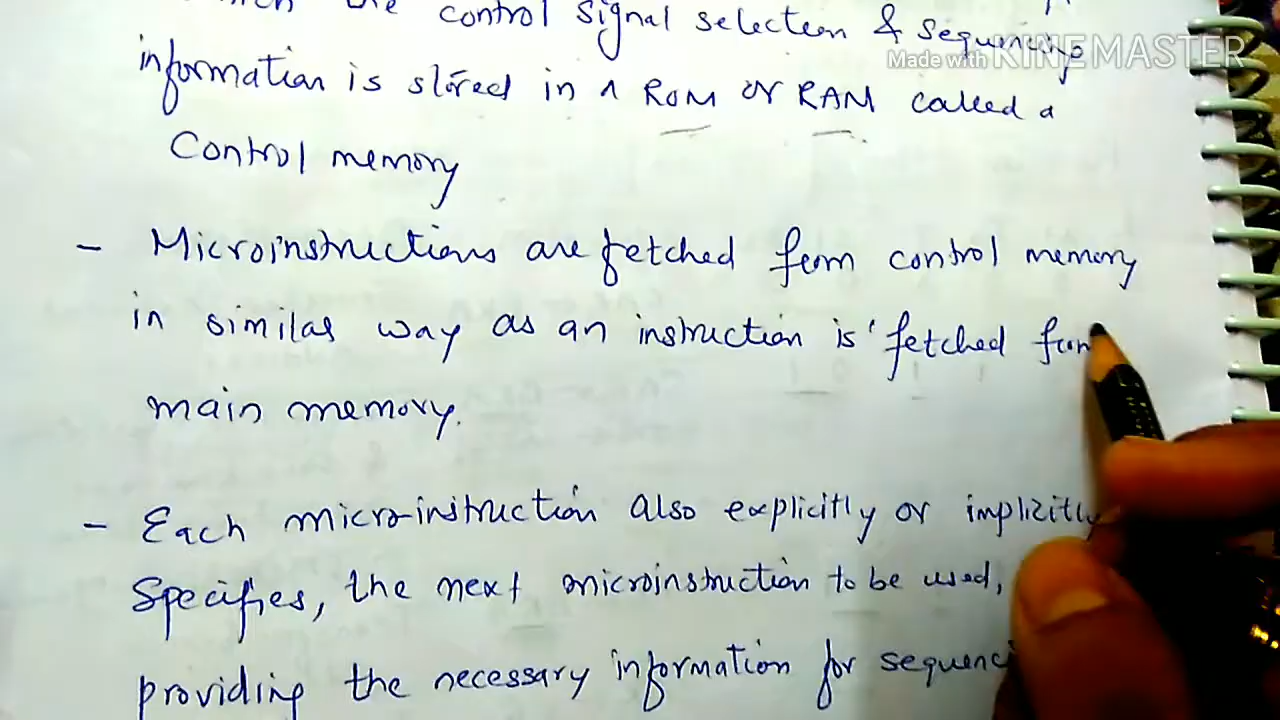 the control signal selection & sequencing
Made with KINEMASTER
information is stored in a ROM or RAM called a
Control memory
- Microinstructions are fetched from control memory
in similar way as an instruction is fetched from
main memory.
- Each micro-instruction also explicitly or implicitly
Specifies, the next microinstruction to be used,
providing the necessary information for sequenci